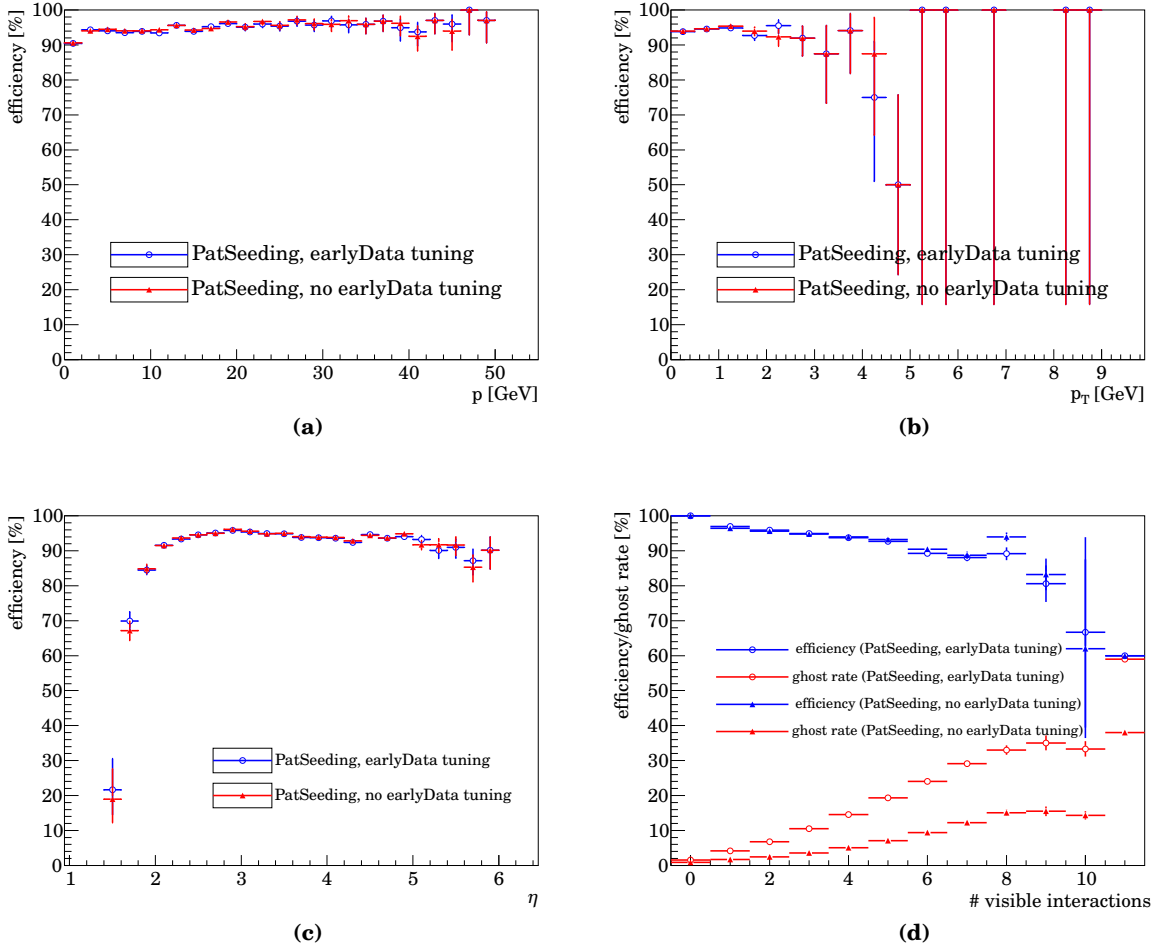 efficiency [%]
100
90
80
70
60
50
40
30
20
10
0
PatSeeding, earlyData tuning
PatSeeding, no earlyData tuning
0 10 20 30 40 50
p [GeV]
(a)
efficiency [%]
100
90
80
70
60
50
40
30
20
10
0
PatSeeding, earlyData tuning
PatSeeding, no earlyData tuning
0 1 2 3 4 5 6 7 8 9
p_T [GeV]
(b)
efficiency [%]
100
90
80
70
60
50
40
30
20
10
0
PatSeeding, earlyData tuning
PatSeeding, no earlyData tuning
1 2 3 4 5 6
η
(c)
efficiency/ghost rate [%]
100
90
80
70
60
50
40
30
20
10
0
efficiency (PatSeeding, earlyData tuning)
ghost rate (PatSeeding, earlyData tuning)
efficiency (PatSeeding, no earlyData tuning)
ghost rate (PatSeeding, no earlyData tuning)
0 2 4 6 8 10
# visible interactions
(d)